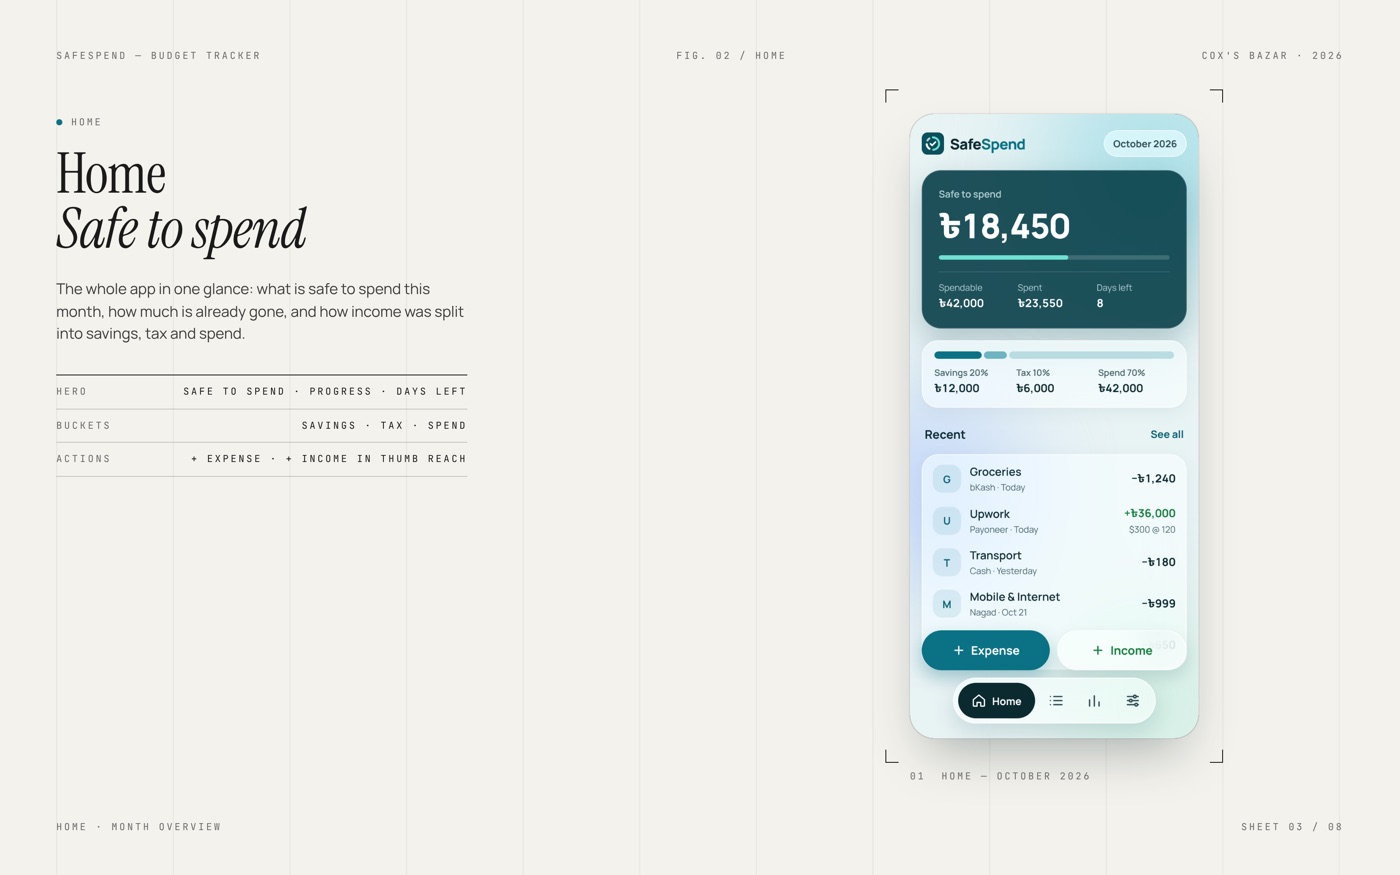 SAFESPEND — BUDGET TRACKER
FIG. 02 / HOME
COX'S BAZAR · 2026
HOME
Home
Safe to spend
The whole app in one glance: what is safe to spend this
month, how much is already gone, and how income was split
into savings, tax and spend.
HERO SAFE TO SPEND · PROGRESS · DAYS LEFT
BUCKETS SAVINGS · TAX · SPEND
ACTIONS + EXPENSE · + INCOME IN THUMB REACH
SafeSpend
October 2026
Safe to spend
৳18,450
Spendable Spent Days left
৳42,000 ৳23,550 8
Savings 20% Tax 10% Spend 70%
৳12,000 ৳6,000 ৳42,000
Recent See all
G Groceries −৳1,240
bKash · Today
U Upwork +৳36,000
Payoneer · Today $300 @ 120
T Transport −৳180
Cash · Yesterday
M Mobile & Internet −৳999
Nagad · Oct 21
+ Expense + Income
Home
01 HOME — OCTOBER 2026
HOME · MONTH OVERVIEW
SHEET 03 / 08